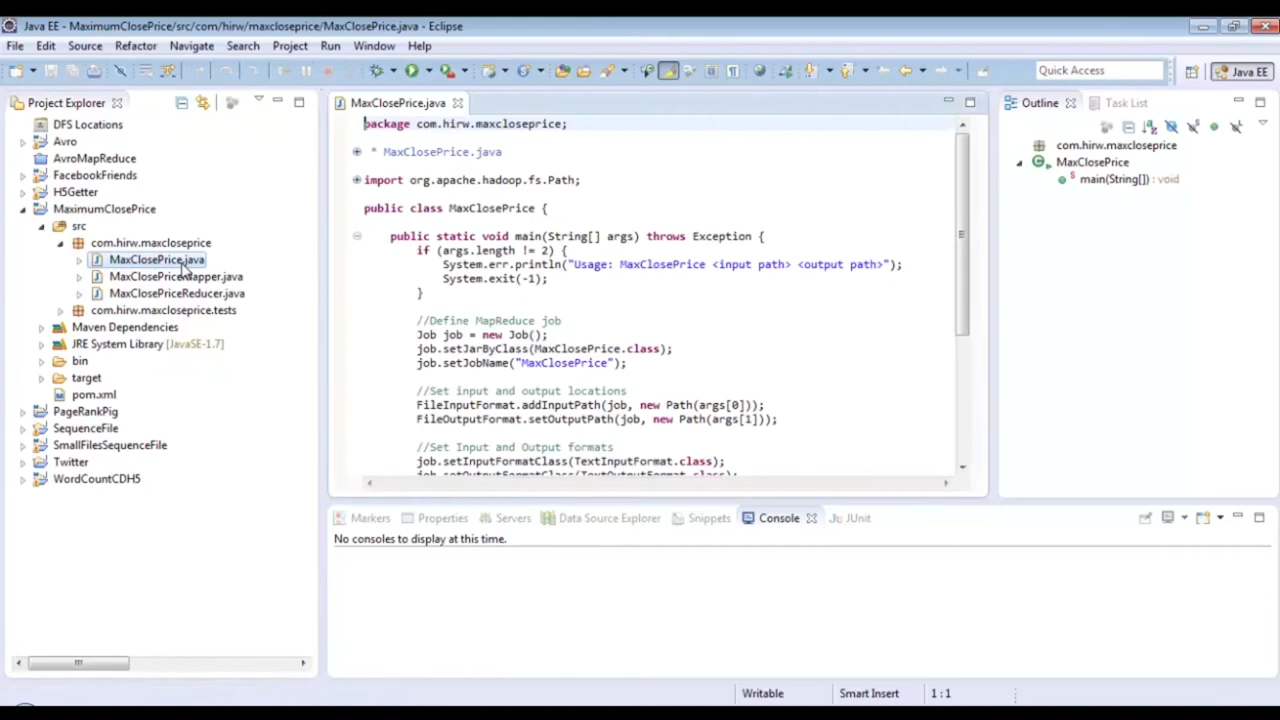 Java EE - MaximumClosePrice/src/com/hirw/maxcloseprice/MaxClosePrice.java - Eclipse
File Edit Source Refactor Navigate Search Project Run Window Help
Quick Access
Java EE
Project Explorer
DFS Locations
Avro
AvroMapReduce
FacebookFriends
H5Getter
MaximumClosePrice
src
com.hirw.maxcloseprice
MaxClosePrice.java
MaxClosePriceMapper.java
MaxClosePriceReducer.java
com.hirw.maxcloseprice.tests
Maven Dependencies
JRE System Library [JavaSE-1.7]
bin
target
pom.xml
PageRankPig
SequenceFile
SmallFilesSequenceFile
Twitter
WordCountCDH5
MaxClosePrice.java
package com.hirw.maxcloseprice;
* MaxClosePrice.java
import org.apache.hadoop.fs.Path;
public class MaxClosePrice {
public static void main(String[] args) throws Exception {
if (args.length != 2) {
System.err.println("Usage: MaxClosePrice <input path> <output path>");
System.exit(-1);
}
//Define MapReduce job
Job job = new Job();
job.setJarByClass(MaxClosePrice.class);
job.setJobName("MaxClosePrice");
//Set input and output locations
FileInputFormat.addInputPath(job, new Path(args[0]));
FileOutputFormat.setOutputPath(job, new Path(args[1]));
//Set Input and Output formats
job.setInputFormatClass(TextInputFormat.class);
job.setOutputFormatClass(TextOutputFormat.class);
Outline Task List
com.hirw.maxcloseprice
MaxClosePrice
main(String[]) : void
Markers Properties Servers Data Source Explorer Snippets Console JUnit
No consoles to display at this time.
Writable Smart Insert 1 : 1